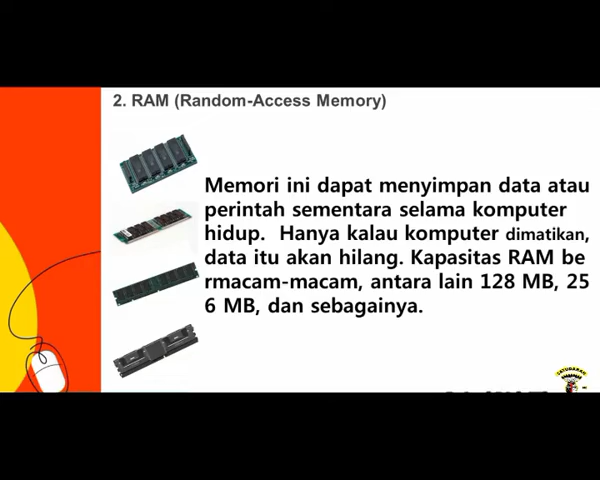 2. RAM (Random-Access Memory)
Memori ini dapat menyimpan data atau
perintah sementara selama komputer
hidup. Hanya kalau komputer dimatikan,
data itu akan hilang. Kapasitas RAM be
rmacam-macam, antara lain 128 MB, 25
6 MB, dan sebagainya.